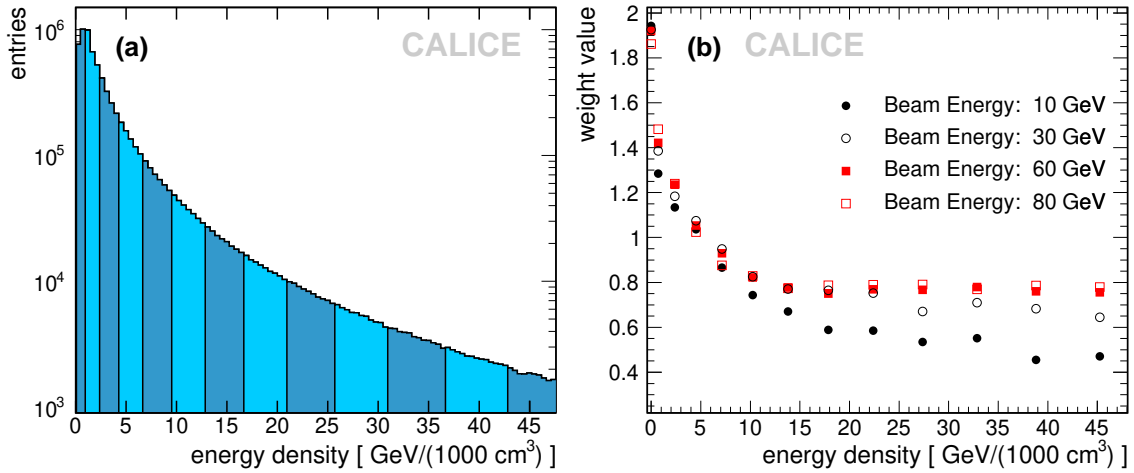 (a)
CALICE
entries
10^6
10^5
10^4
10^3
0 5 10 15 20 25 30 35 40 45
energy density [ GeV/(1000 cm^3) ]
(b)
CALICE
weight value
2
1.8
1.6
1.4
1.2
1
0.8
0.6
0.4
Beam Energy: 10 GeV
Beam Energy: 30 GeV
Beam Energy: 60 GeV
Beam Energy: 80 GeV
0 5 10 15 20 25 30 35 40 45
energy density [ GeV/(1000 cm^3) ]